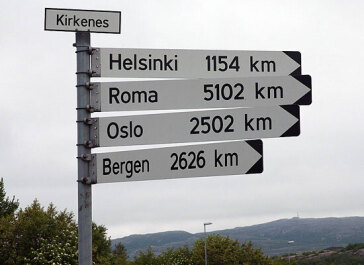 Kirkenes
Helsinki 1154 km
Roma 5102 km
Oslo 2502 km
Bergen 2626 km